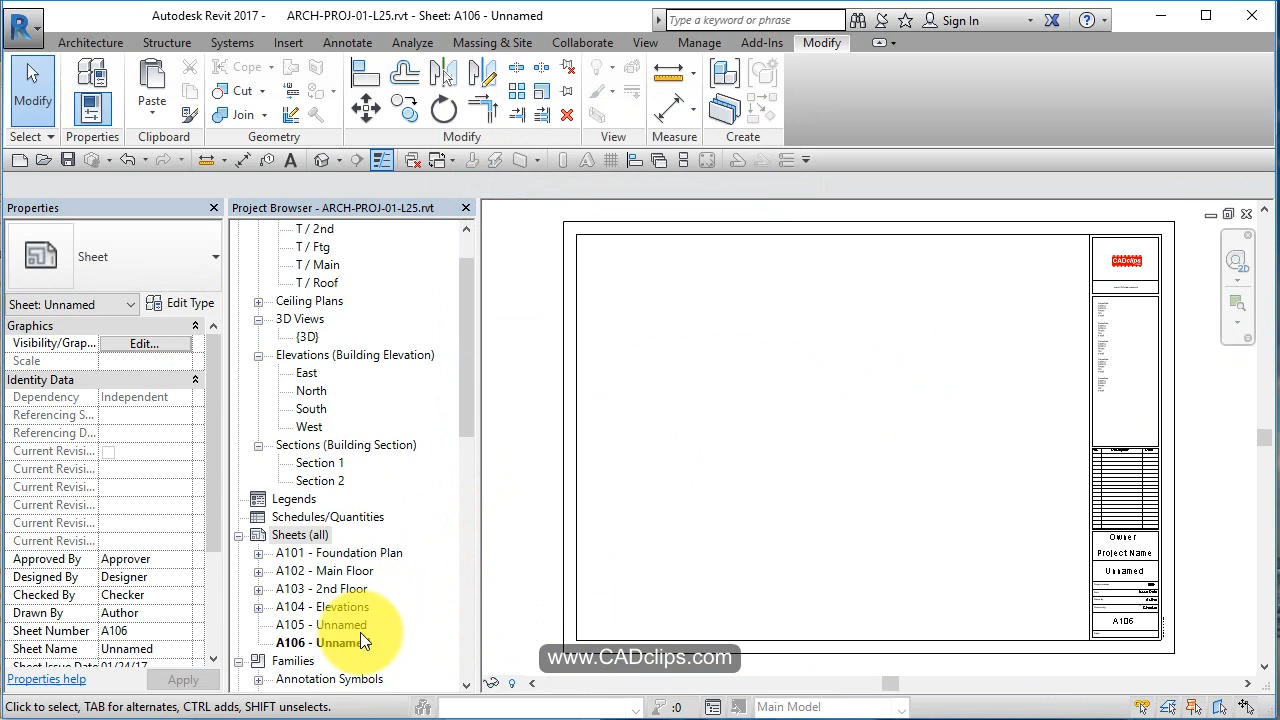 Autodesk Revit 2017 - ARCH-PROJ-01-L25.rvt - Sheet: A106 - Unnamed
Type a keyword or phrase
Sign In
Architecture Structure Systems Insert Annotate Analyze Massing & Site Collaborate View Manage Add-Ins Modify
Modify Paste Cope Cut Join
Select Properties Clipboard Geometry Modify View Measure Create
Properties
Sheet
Sheet: Unnamed Edit Type
Graphics
Visibility/Grap... Edit...
Scale
Identity Data
Dependency Independent
Referencing S...
Referencing D...
Current Revisi...
Current Revisi...
Current Revisi...
Current Revisi...
Current Revisi...
Current Revisi...
Approved By Approver
Designed By Designer
Checked By Checker
Drawn By Author
Sheet Number A106
Sheet Name Unnamed
Sheet Issue Date 01/24/17
Properties help Apply
Project Browser - ARCH-PROJ-01-L25.rvt
T / 2nd
T / Ftg
T / Main
T / Roof
Ceiling Plans
3D Views
{3D}
Elevations (Building Elevation)
East
North
South
West
Sections (Building Section)
Section 1
Section 2
Legends
Schedules/Quantities
Sheets (all)
A101 - Foundation Plan
A102 - Main Floor
A103 - 2nd Floor
A104 - Elevations
A105 - Unnamed
A106 - Unname
Families
Annotation Symbols
CADclips
Owner
Project Name
Unnamed
A106
2D
www.CADclips.com
Click to select, TAB for alternates, CTRL adds, SHIFT unselects.
:0
Main Model